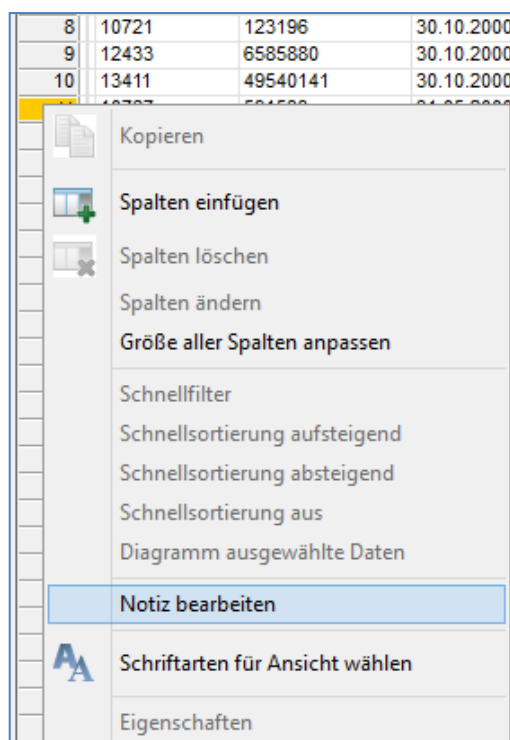 8 10721 123196 30.10.2000
9 12433 6585880 30.10.2000
10 13411 49540141 30.10.2000
Kopieren
Spalten einfügen
Spalten löschen
Spalten ändern
Größe aller Spalten anpassen
Schnellfilter
Schnellsortierung aufsteigend
Schnellsortierung absteigend
Schnellsortierung aus
Diagramm ausgewählte Daten
Notiz bearbeiten
Schriftarten für Ansicht wählen
Eigenschaften